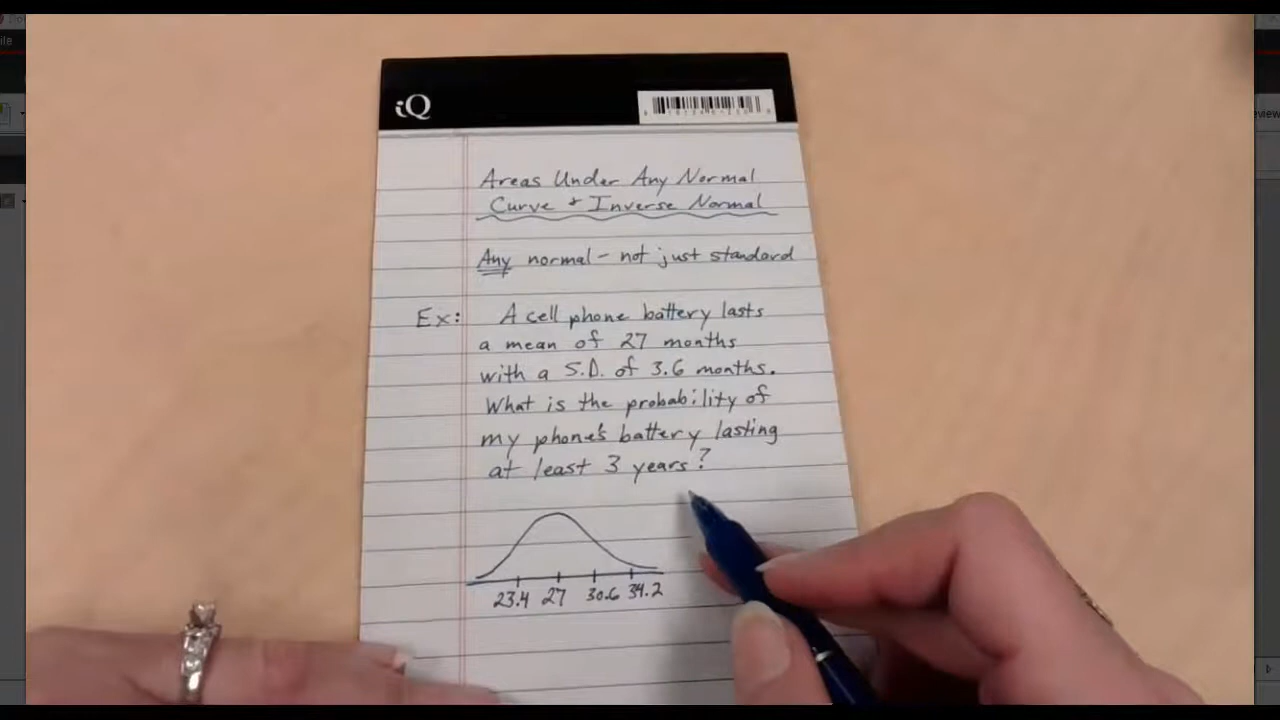 ile
eview
iQ
Areas Under Any Normal
Curve + Inverse Normal
Any normal - not just standard
Ex: A cell phone battery lasts
a mean of 27 months
with a S.D. of 3.6 months.
What is the probability of
my phone's battery lasting
at least 3 years?
23.4 27 30.6 34.2